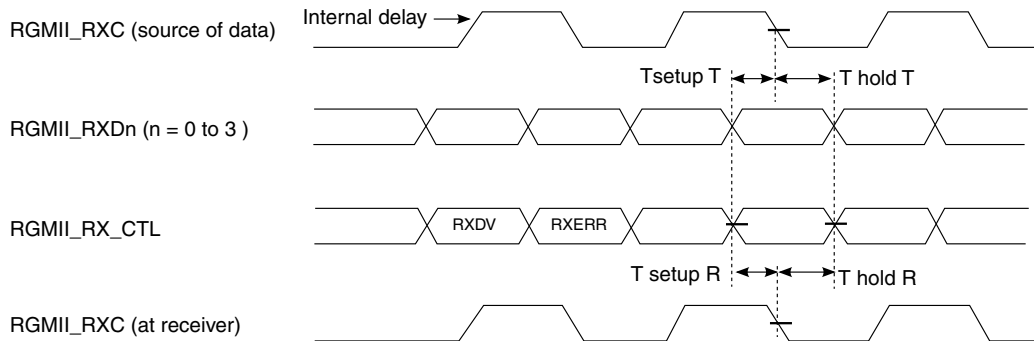 Internal delay
RGMII_RXC (source of data)
Tsetup T
T hold T
RGMII_RXDn (n = 0 to 3 )
RGMII_RX_CTL
RXDV
RXERR
T setup R
T hold R
RGMII_RXC (at receiver)